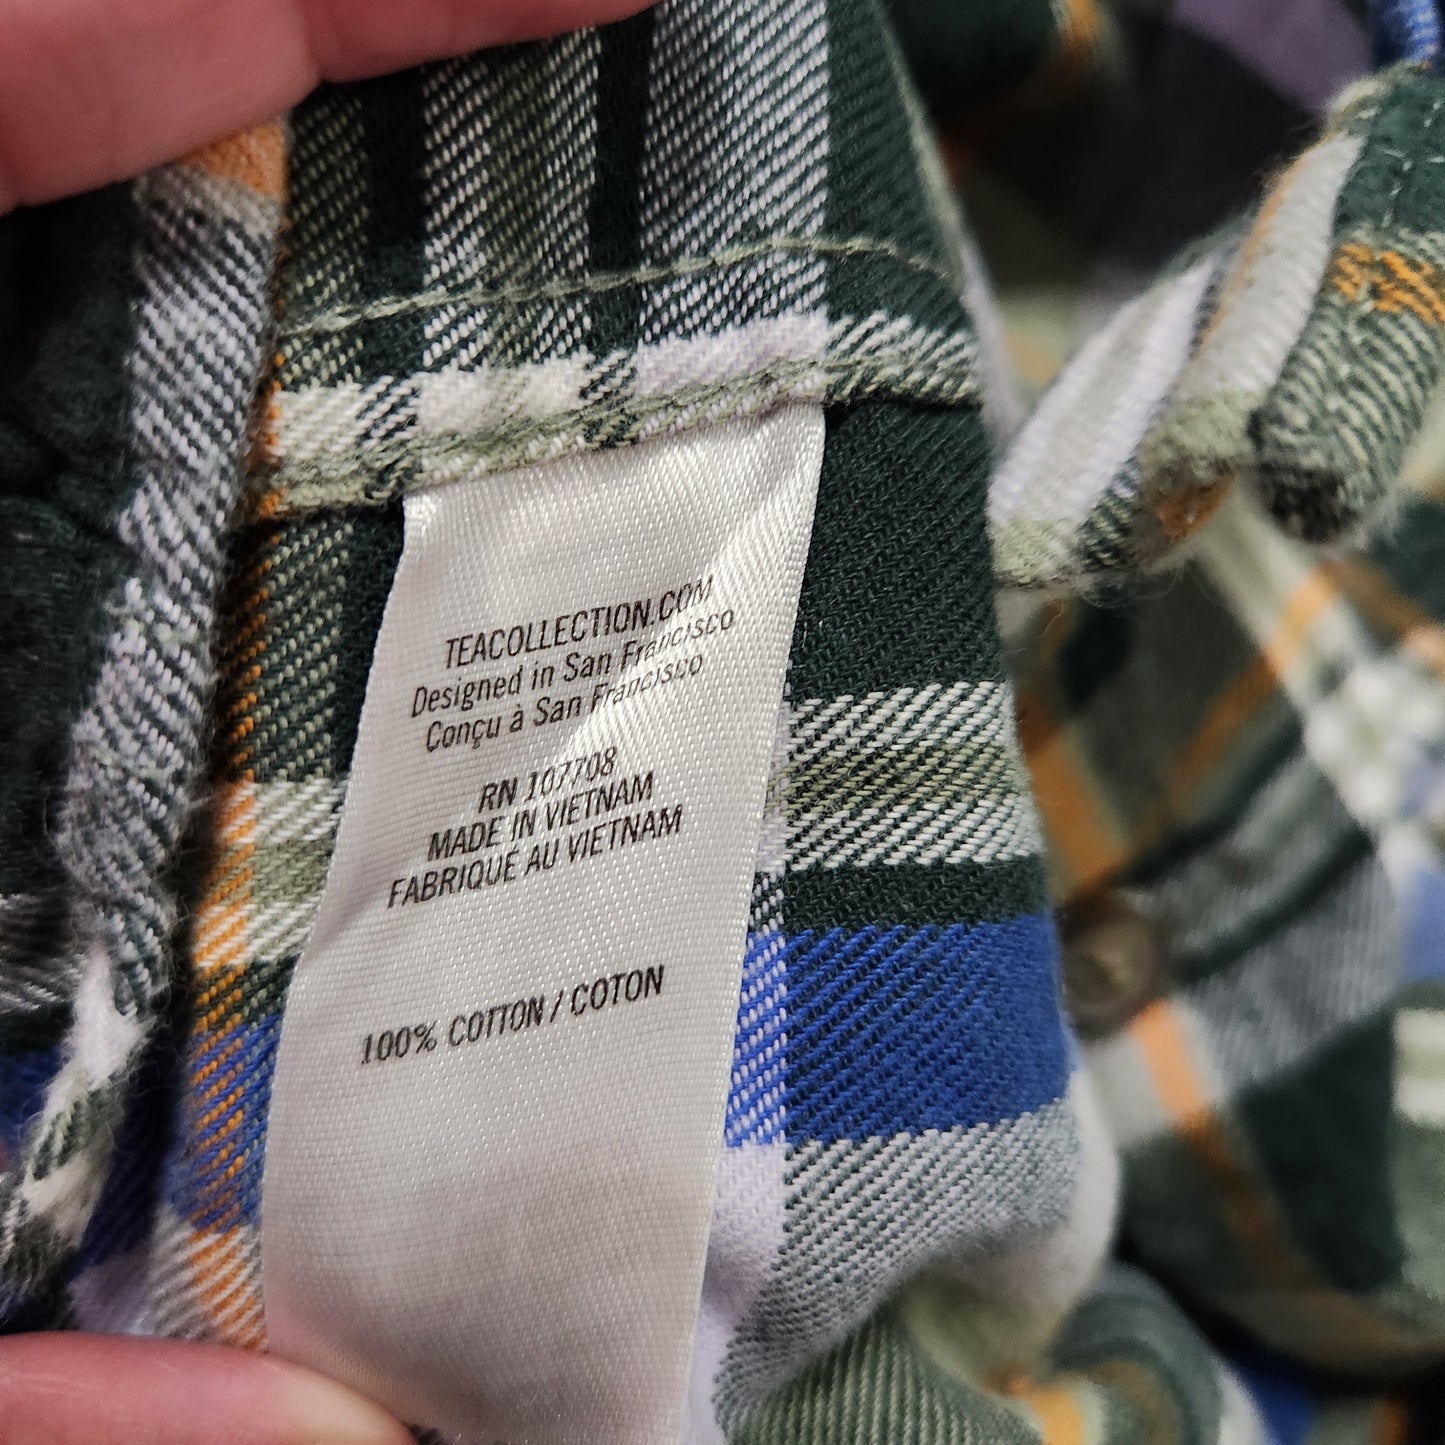 TEACOLLECTION.COM
Designed in San Francisco
Conçu à San Francisco
RN 107708
MADE IN VIETNAM
FABRIQUÉ AU VIETNAM
100% COTTON / COTON